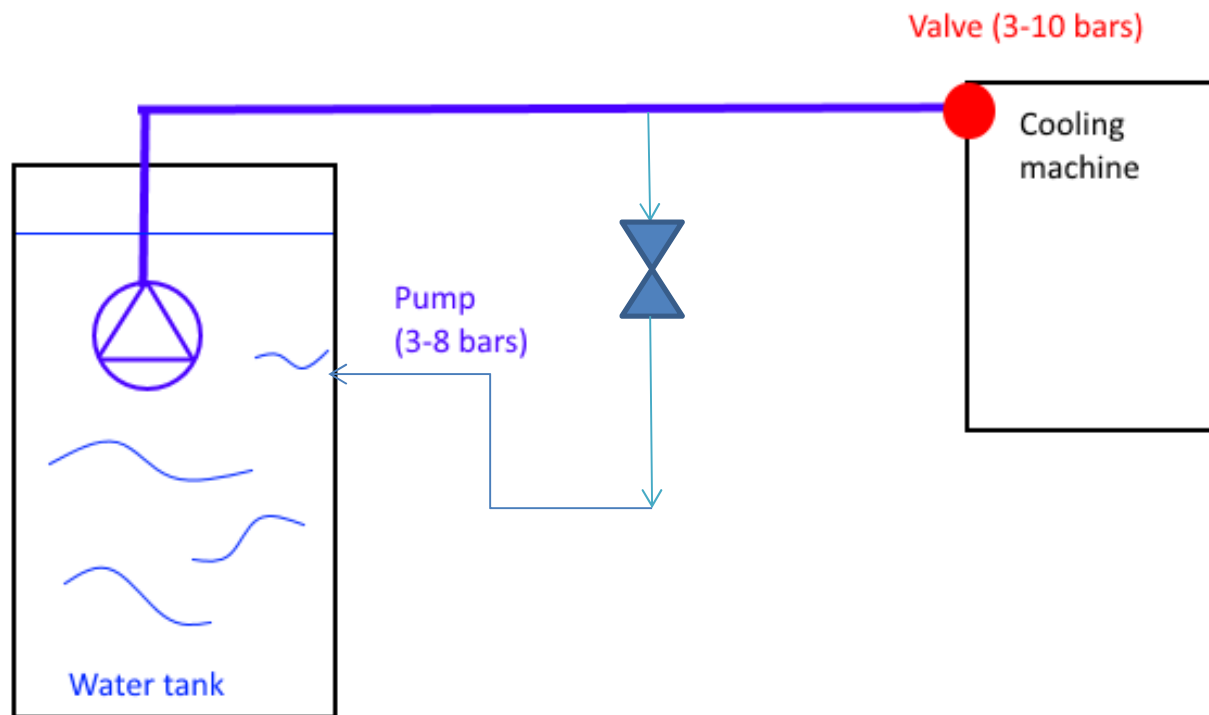 Valve (3-10 bars)
Cooling
machine
Pump
(3-8 bars)
Water tank